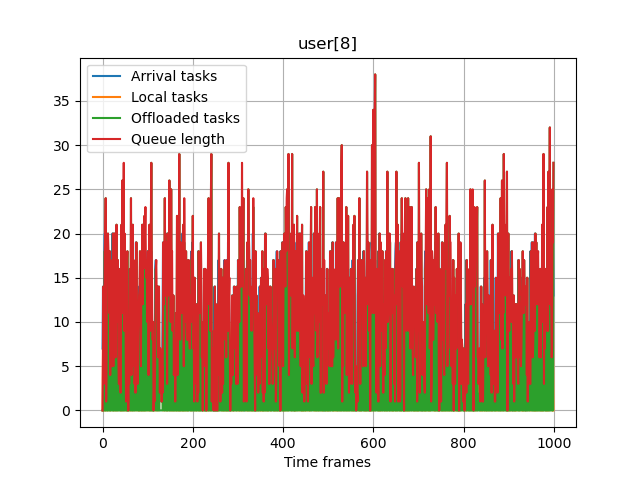 user[8]
Arrival tasks
Local tasks
Offloaded tasks
Queue length
35
30
25
20
15
10
5
0
0 200 400 600 800 1000
Time frames